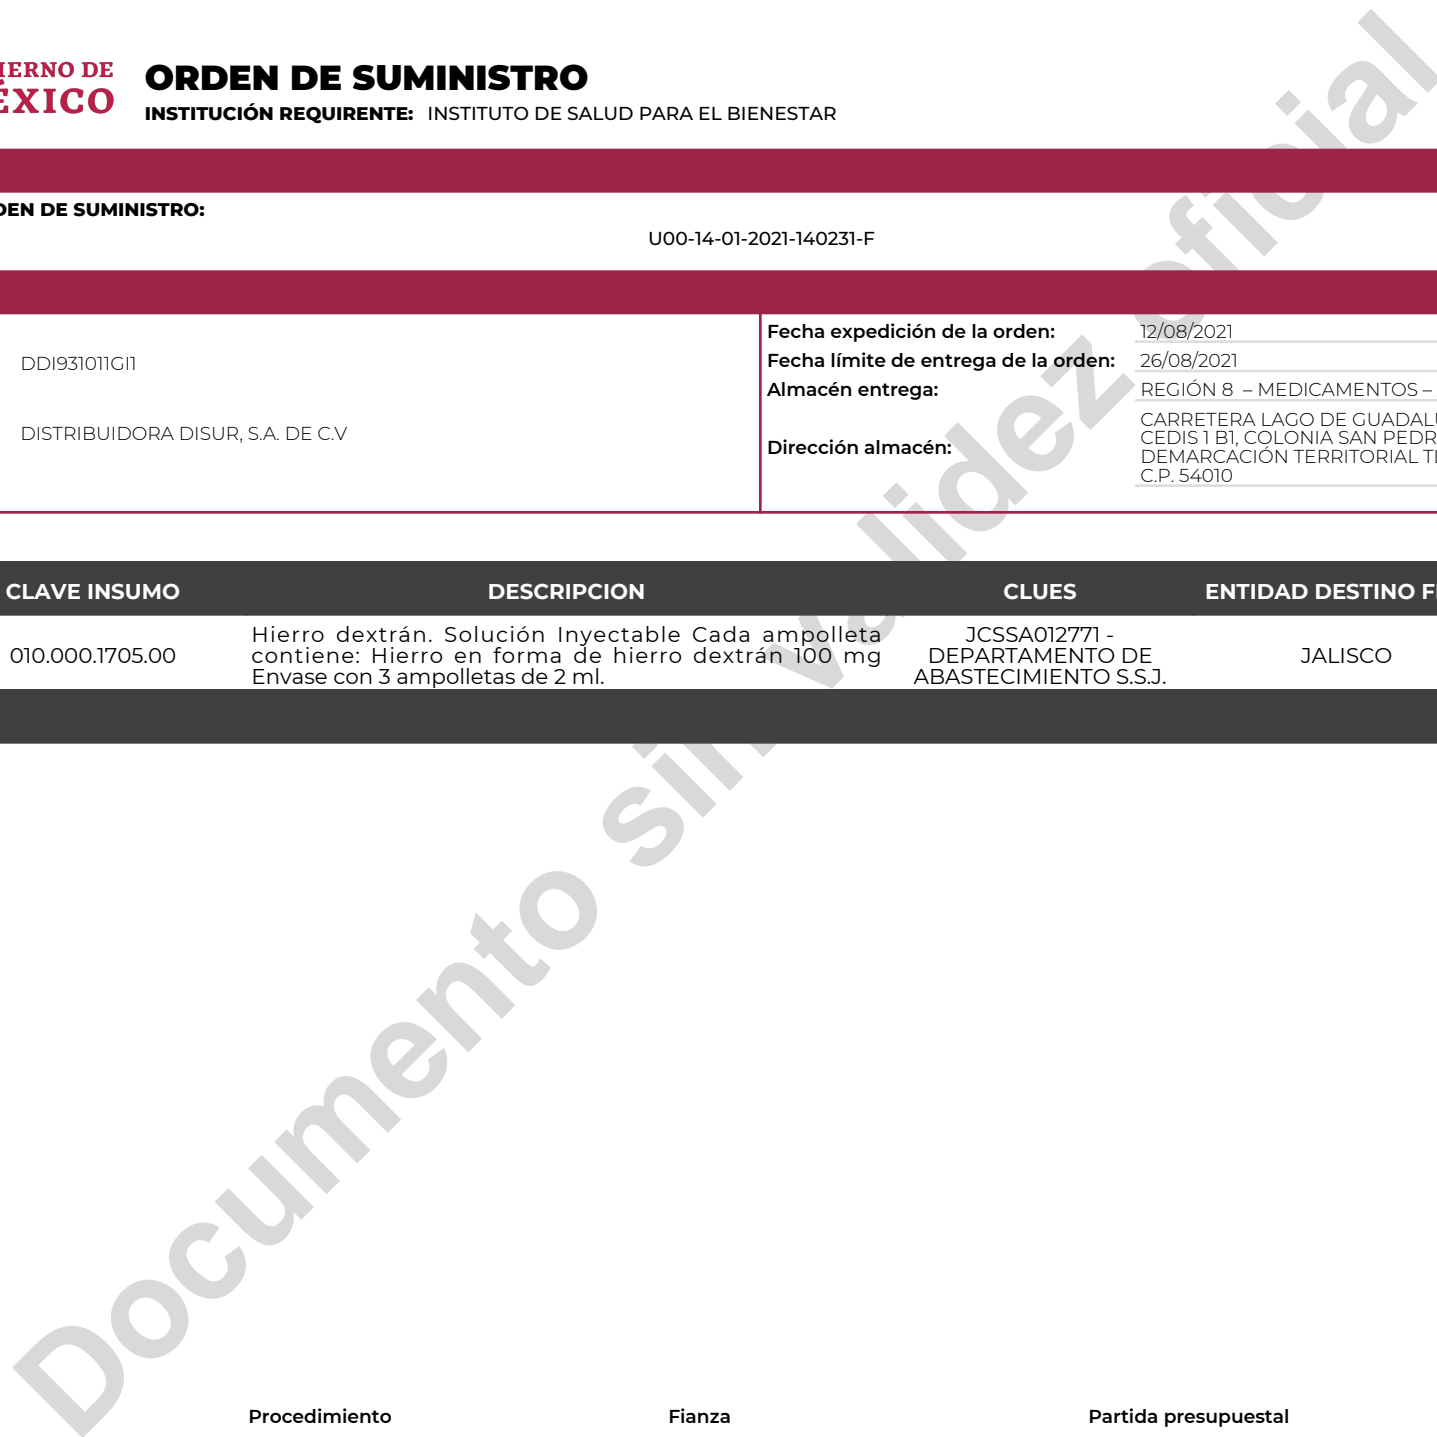 IERNO DE
ÉXICO
ORDEN DE SUMINISTRO
INSTITUCIÓN REQUIRENTE: INSTITUTO DE SALUD PARA EL BIENESTAR
DEN DE SUMINISTRO:
U00-14-01-2021-140231-F
DDI931011GI1
DISTRIBUIDORA DISUR, S.A. DE C.V
Fecha expedición de la orden: 12/08/2021
Fecha límite de entrega de la orden: 26/08/2021
Almacén entrega: REGIÓN 8 – MEDICAMENTOS –
Dirección almacén:
CARRETERA LAGO DE GUADALU
CEDIS 1 B1, COLONIA SAN PEDR
DEMARCACIÓN TERRITORIAL TL
C.P. 54010
CLAVE INSUMO DESCRIPCION CLUES ENTIDAD DESTINO F
010.000.1705.00
Hierro dextrán. Solución Inyectable Cada ampolleta
contiene: Hierro en forma de hierro dextrán 100 mg
Envase con 3 ampolletas de 2 ml.
JCSSA012771 -
DEPARTAMENTO DE
ABASTECIMIENTO S.S.J.
JALISCO
Documento sin validez oficial
Procedimiento Fianza Partida presupuestal